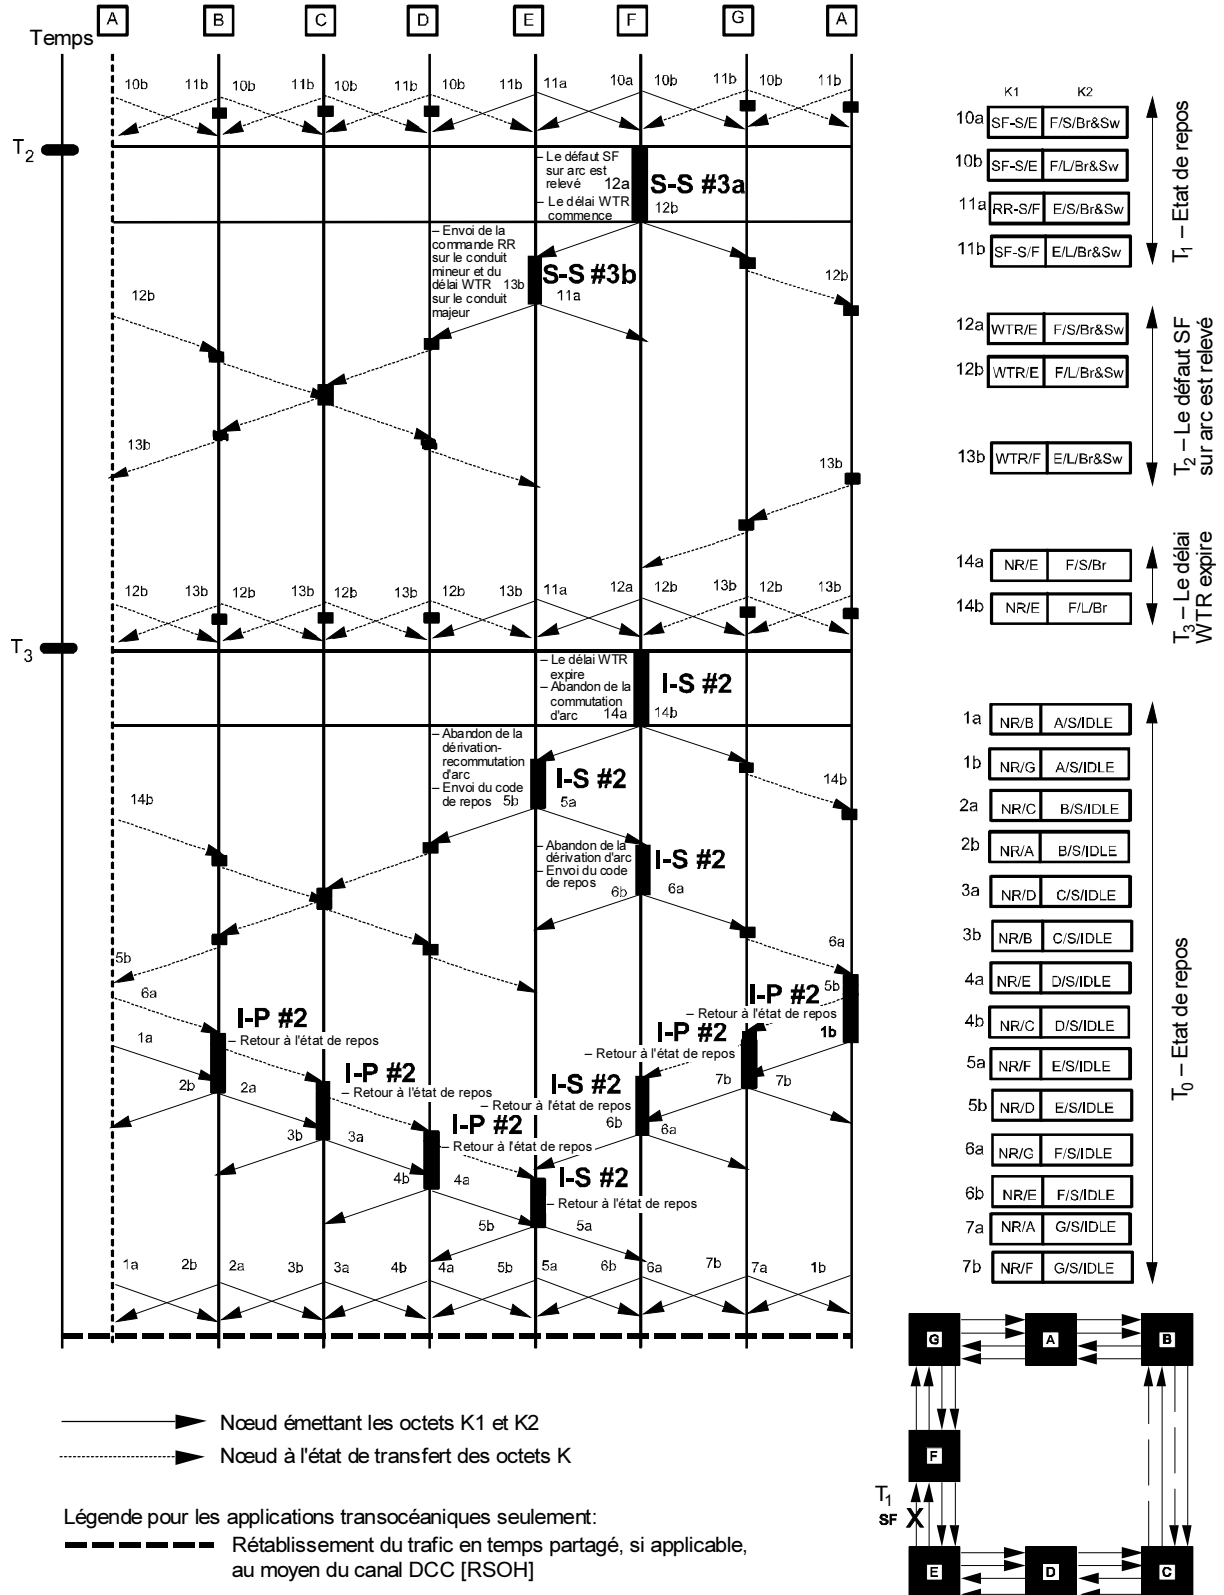 A B C D E F G A
Temps
10b 11b 10b 11b 10b 11b 10b 11b 11a 10a 10b 11b 10b 11b
T2
– Le défaut SF
sur arc est
relevé
12a
– Le délai WTR
commence
12b
S-S #3a
– Envoi de la
commande RR
sur le conduit
mineur et du
délai WTR
sur le conduit
majeur
13b
S-S #3b
11a
12b
12b
13b
13b
12b 13b 12b 13b 12b 13b 12b 13b 11a 12a 12b 13b 12b 13b
T3
– Le délai WTR
expire
– Abandon de la
commutation
d'arc
14a
I-S #2
14b
– Abandon de la
dérivation-
recommutation
d'arc
– Envoi du code
de repos
5b
I-S #2
5a
14b
14b
– Abandon de la
dérivation d'arc
– Envoi du code
de repos
6b
I-S #2
6a
5b
6a
6a
5b
I-P #2
– Retour à l'état de repos
1b
I-P #2
– Retour à l'état de repos
1a
2b 2a
I-P #2
– Retour à l'état de repos
7b 7b
I-P #2
– Retour à l'état de repos
3b 3a
I-S #2
– Retour à l'état de repos
6b 6a
I-P #2
– Retour à l'état de repos
4b 4a
I-S #2
– Retour à l'état de repos
5b 5a
1a 2b 2a 3b 3a 4b 4a 5b 5a 6b 6a 7b 7a 1b
K1 K2
10a SF-S/E F/S/Br&Sw
10b SF-S/E F/L/Br&Sw
11a RR-S/F E/S/Br&Sw
11b SF-S/F E/L/Br&Sw
T1 – Etat de repos
12a WTR/E F/S/Br&Sw
12b WTR/E F/L/Br&Sw
13b WTR/F E/L/Br&Sw
T2 – Le défaut SF
sur arc est relevé
14a NR/E F/S/Br
14b NR/E F/L/Br
T3 – Le délai
WTR expire
1a NR/B A/S/IDLE
1b NR/G A/S/IDLE
2a NR/C B/S/IDLE
2b NR/A B/S/IDLE
3a NR/D C/S/IDLE
3b NR/B C/S/IDLE
4a NR/E D/S/IDLE
4b NR/C D/S/IDLE
5a NR/F E/S/IDLE
5b NR/D E/S/IDLE
6a NR/G F/S/IDLE
6b NR/E F/S/IDLE
7a NR/A G/S/IDLE
7b NR/F G/S/IDLE
T0 – Etat de repos
G A B
F
T1
SF X
E D C
Nœud émettant les octets K1 et K2
Nœud à l'état de transfert des octets K
Légende pour les applications transocéaniques seulement:
Rétablissement du trafic en temps partagé, si applicable,
au moyen du canal DCC [RSOH]